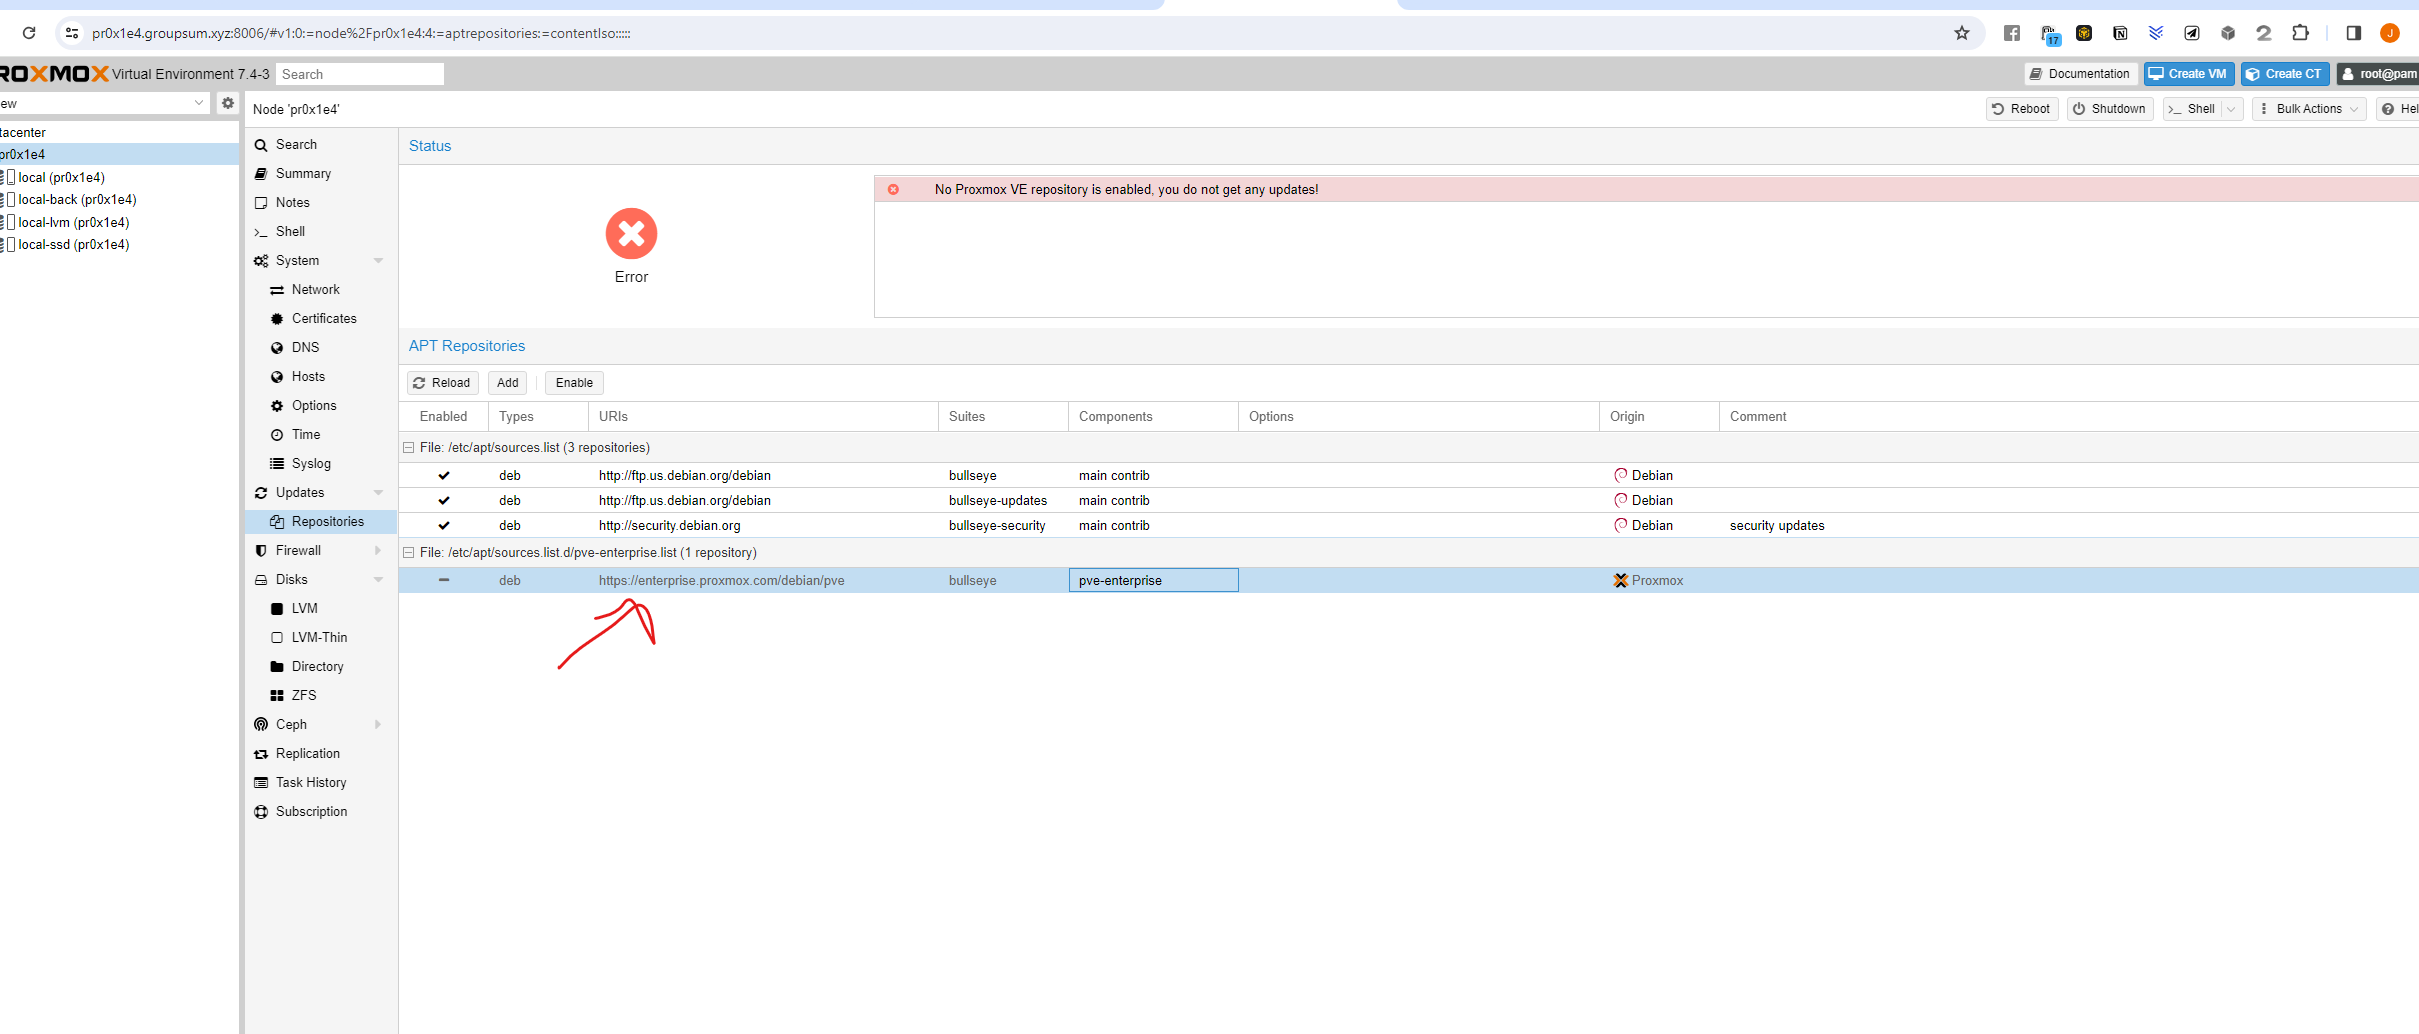 pr0x1e4.groupsum.xyz:8006/#v1:0:=node%2Fpr0x1e4:4:=aptrepositories:=contentIso:::::
17
J
ROXMOX Virtual Environment 7.4-3 Search Documentation Create VM Create CT root@pam
ew
Node 'pr0x1e4' Reboot Shutdown Shell Bulk Actions Hel
tacenter
pr0x1e4
local (pr0x1e4)
local-back (pr0x1e4)
local-lvm (pr0x1e4)
local-ssd (pr0x1e4)
Search
Summary
Notes
Shell
System
Network
Certificates
DNS
Hosts
Options
Time
Syslog
Updates
Repositories
Firewall
Disks
LVM
LVM-Thin
Directory
ZFS
Ceph
Replication
Task History
Subscription
Status
No Proxmox VE repository is enabled, you do not get any updates!
Error
APT Repositories
Reload Add Enable
Enabled Types URIs Suites Components Options Origin Comment
File: /etc/apt/sources.list (3 repositories)
deb http://ftp.us.debian.org/debian bullseye main contrib Debian
deb http://ftp.us.debian.org/debian bullseye-updates main contrib Debian
deb http://security.debian.org bullseye-security main contrib Debian security updates
File: /etc/apt/sources.list.d/pve-enterprise.list (1 repository)
deb https://enterprise.proxmox.com/debian/pve bullseye pve-enterprise Proxmox